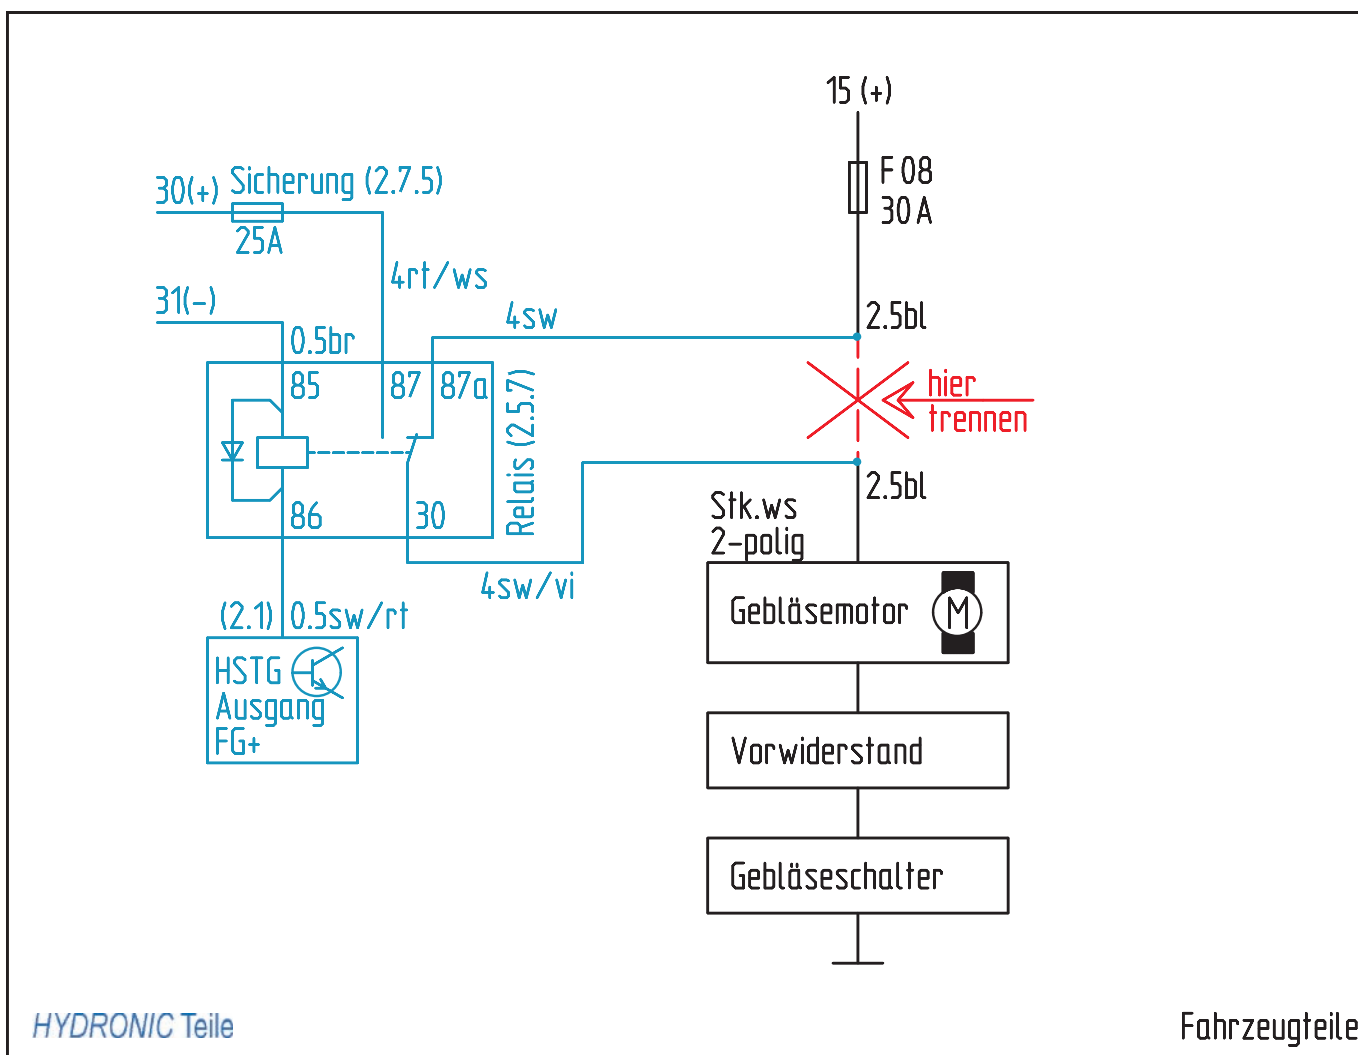 15 (+)
F 08
30 A
30(+)
Sicherung (2.7.5)
25A
4rt/ws
31(-)
0.5br
4sw
2.5bl
85
87
87a
Relais (2.5.7)
hier
trennen
86
30
2.5bl
Stk.ws
2-polig
4sw/vi
(2.1)
0.5sw/rt
Gebläsemotor
M
HSTG
Ausgang
FG+
Vorwiderstand
Gebläseschalter
HYDRONIC Teile
Fahrzeugteile